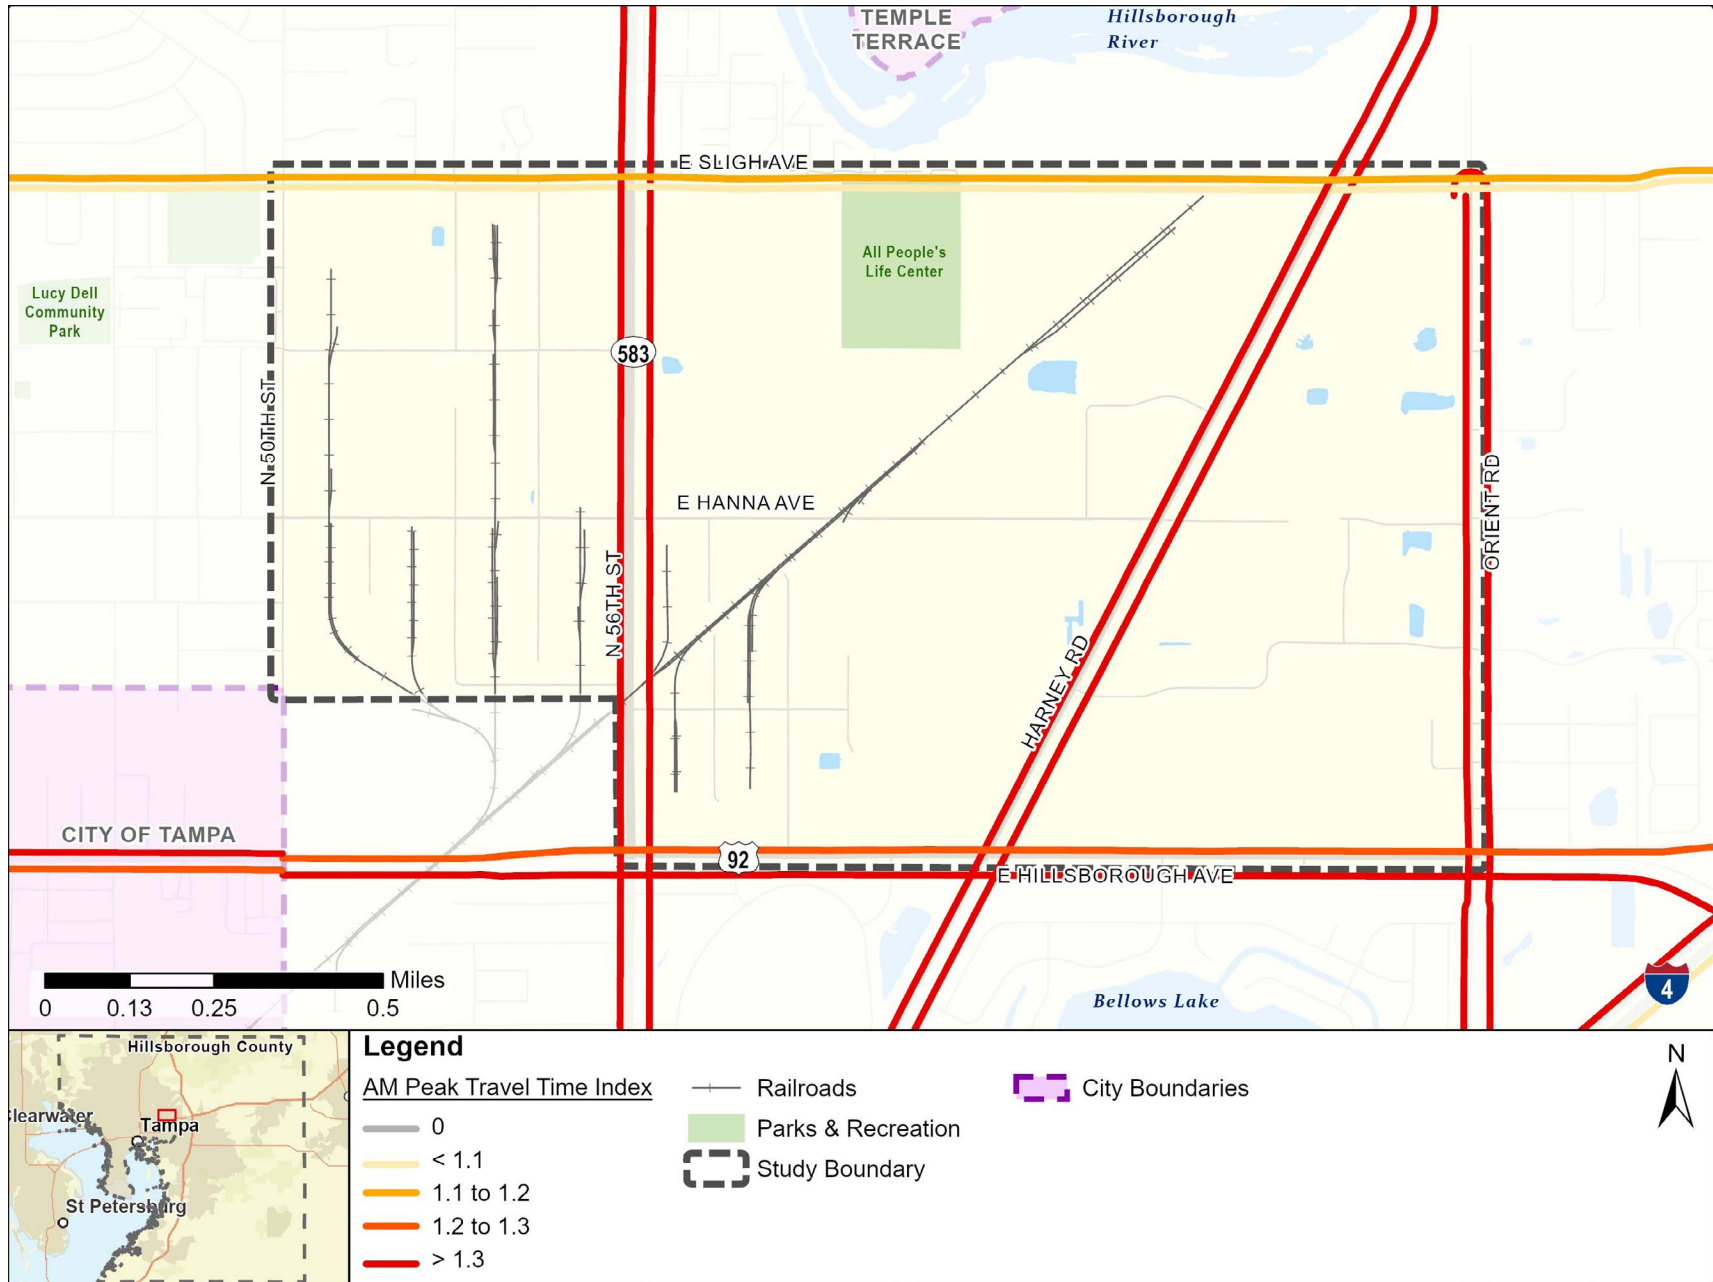 TEMPLE
TERRACE
Hillsborough
River
E SLIGH AVE
All People's
Life Center
Lucy Dell
Community
Park
583
N 50TH ST
E HANNA AVE
ORIENT RD
N 56TH ST
HARNEY RD
CITY OF TAMPA
92
E HILLSBOROUGH AVE
4
Bellows Lake
Miles
0 0.13 0.25 0.5
Hillsborough County
Clearwater
Tampa
St Petersburg
Legend
AM Peak Travel Time Index
0
< 1.1
1.1 to 1.2
1.2 to 1.3
> 1.3
Railroads
Parks & Recreation
Study Boundary
City Boundaries
N